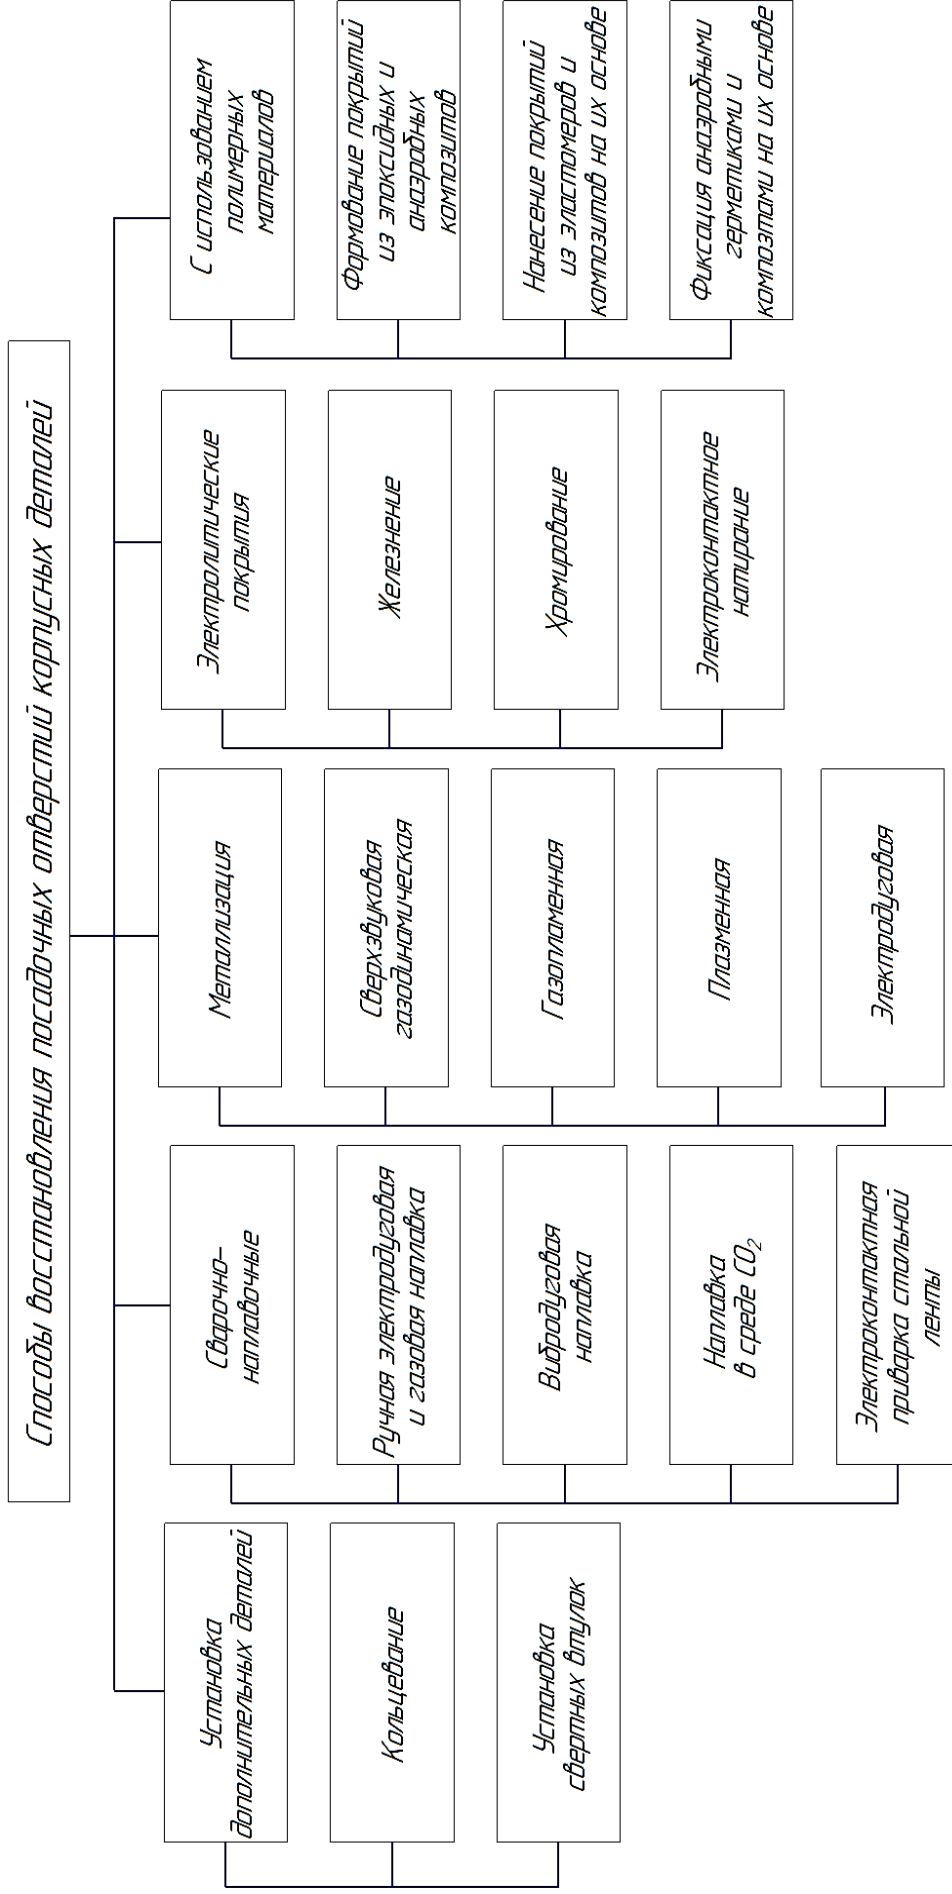 Способы восстановления посадочных отверстий корпусных деталей
Установка
дополнительных деталей
Кольцевание
Установка
свертных втулок
Сварочно-
наплавочные
Ручная электродуговая
и газовая наплавка
Вибродуговая
наплавка
Наплавка
в среде CO₂
Электроконтактная
приварка стальной
ленты
Металлизация
Сверхзвуковая
газодинамическая
Газопламенная
Плазменная
Электродуговая
Электролитические
покрытия
Железнение
Хромирование
Электроконтактное
натирание
С использованием
полимерных
материалов
Формование покрытий
из эпоксидных и
анаэробных
композитов
Нанесение покрытий
из эластомеров и
композитов на их основе
Фиксация анаэробными
герметиками и
композтами на их основе